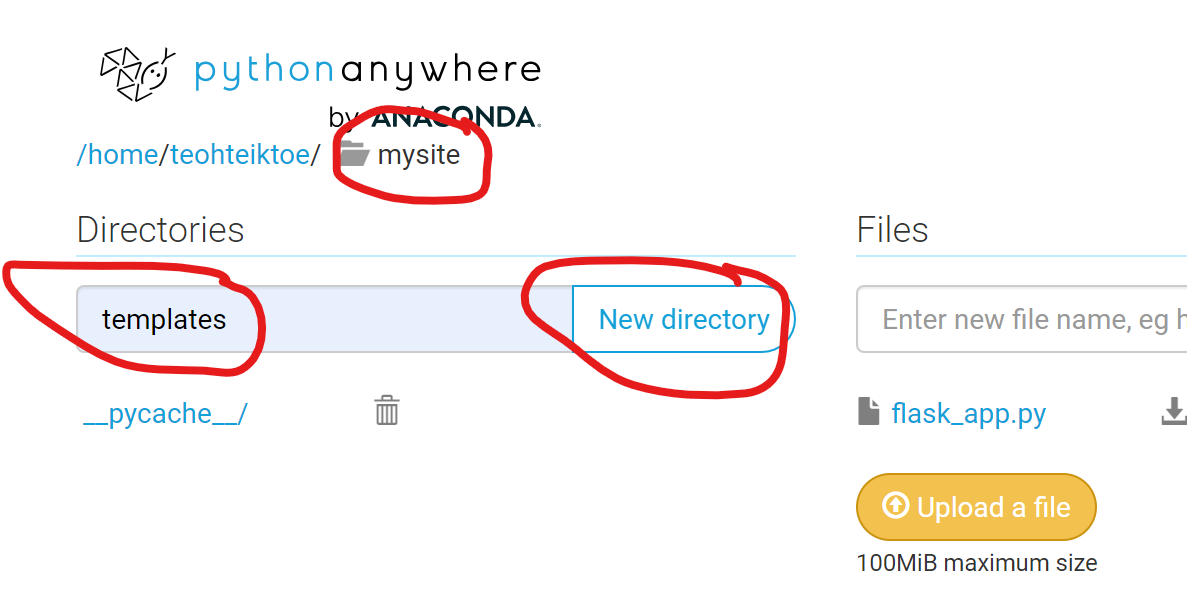 pythonanywhere
by ANACONDA.
/home/teohteiktoe/ mysite
Directories
Files
templates
New directory
Enter new file name, eg h
__pycache__/
flask_app.py
Upload a file
100MiB maximum size